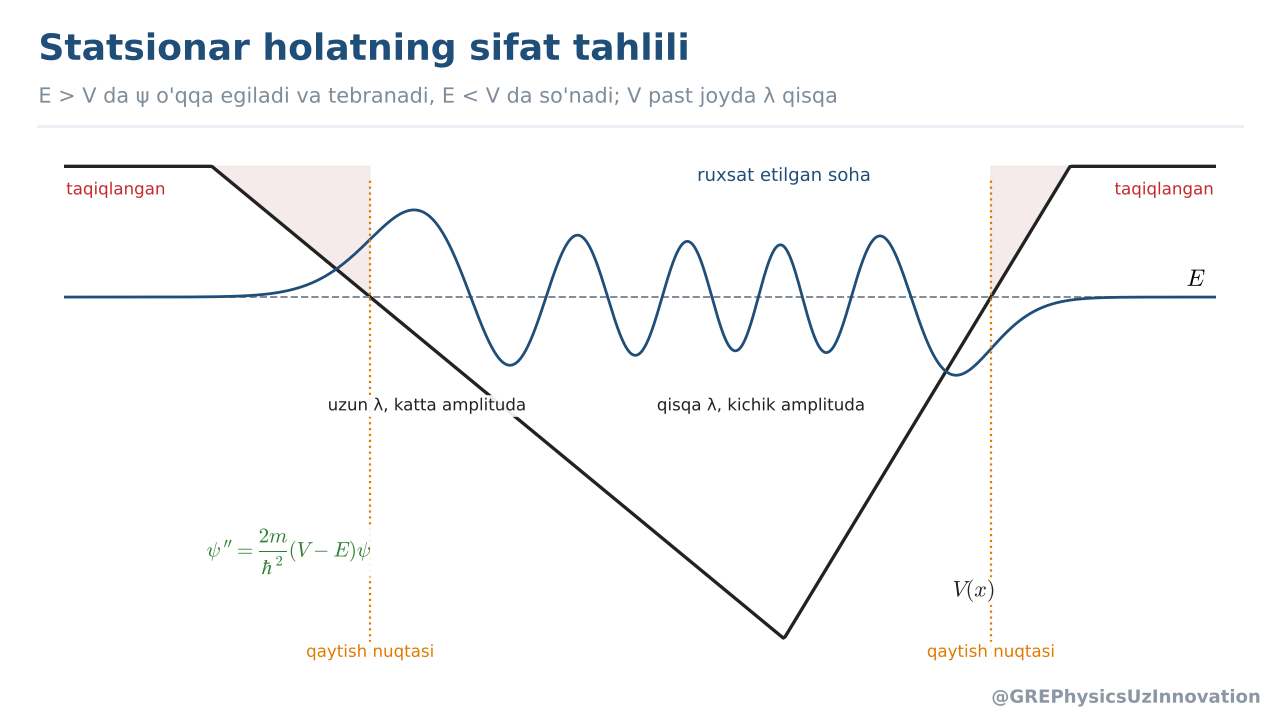 Statsionar holatning sifat tahlili
E > V da ψ o'qqa egiladi va tebranadi, E < V da so'nadi; V past joyda λ qisqa
ruxsat etilgan soha
taqiqlangan
taqiqlangan
E
uzun λ, katta amplituda
qisqa λ, kichik amplituda
ψ″ = 2m/ħ² (V − E)ψ
V(x)
qaytish nuqtasi
qaytish nuqtasi
@GREPhysicsUzInnovation